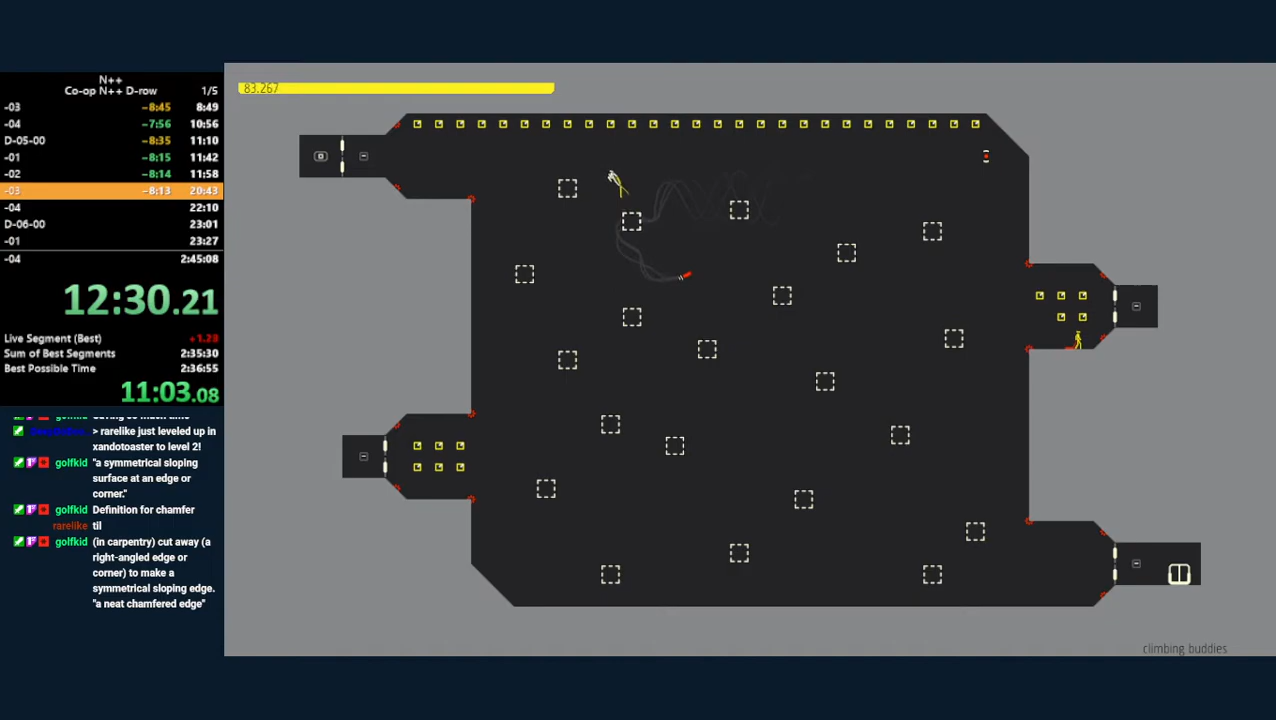 N++
Co-op N++ D-row 1/5
-03 −8:45 8:49
-04 −7:56 10:56
D-05-00 −8:35 11:10
-01 −8:15 11:42
-02 −8:14 11:58
-03 −8:13 20:43
-04 22:10
D-06-00 23:01
-01 23:27
-04 2:45:08
12:30.21
Live Segment (Best) +1.28
Sum of Best Segments 2:35:30
Best Possible Time 2:36:55
11:03.08
golfkid
> rarelike just leveled up in
xandotoaster to level 2!
golfkid "a symmetrical sloping
surface at an edge or
corner."
golfkid Definition for chamfer
rarelike til
golfkid (in carpentry) cut away (a
right-angled edge or
corner) to make a
symmetrical sloping edge.
"a neat chamfered edge"
83.267
climbing buddies